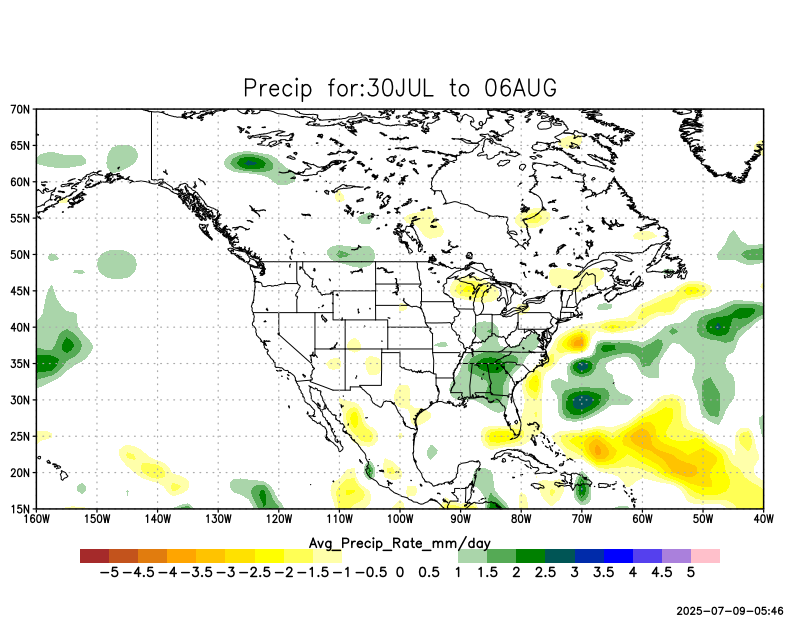 Precip for:30JUL to 06AUG
70N
65N
60N
55N
50N
45N
40N
35N
30N
25N
20N
15N
160W 150W 140W 130W 120W 110W 100W 90W 80W 70W 60W 50W 40W
Avg_Precip_Rate_mm/day
-5 -4.5 -4 -3.5 -3 -2.5 -2 -1.5 -1 -0.5 0 0.5 1 1.5 2 2.5 3 3.5 4 4.5 5
2025-07-09-05:46